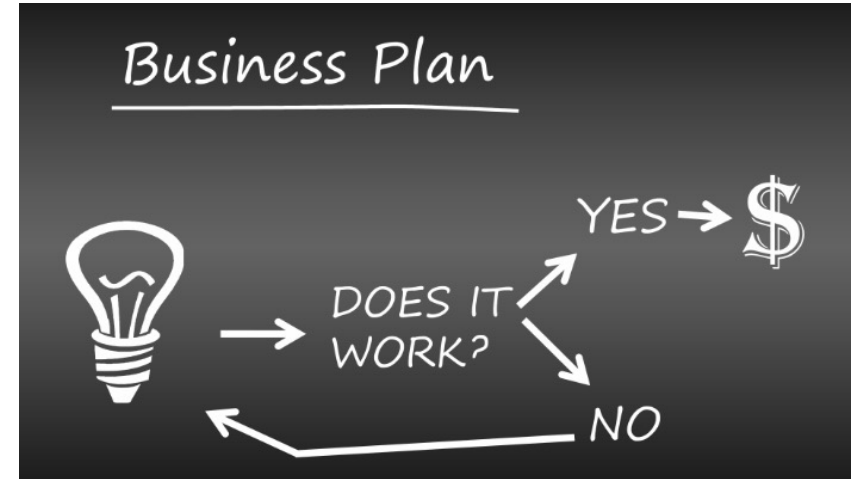 Business Plan
YES
$
DOES IT
WORK?
NO